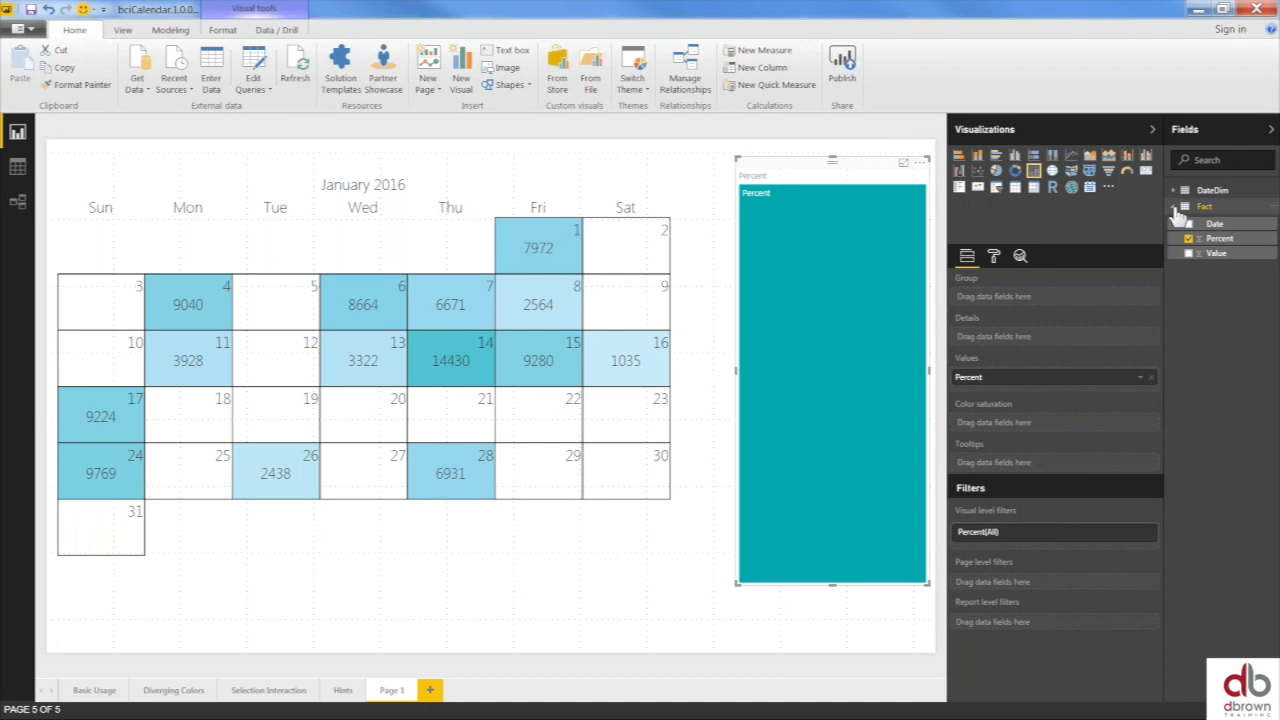 bciCalendar.1.0.0...
Visual tools
Home
View
Modeling
Format
Data / Drill
Sign in
Paste
Cut
Copy
Format Painter
Clipboard
Get Data
Recent Sources
Enter Data
Edit Queries
Refresh
External data
Solution Templates
Partner Showcase
Resources
New Page
New Visual
Text box
Image
Shapes
Insert
From Store
From File
Custom visuals
Switch Theme
Themes
Manage Relationships
Relationships
New Measure
New Column
New Quick Measure
Calculations
Publish
Share
January 2016
Sun Mon Tue Wed Thu Fri Sat
1 2
7972
3 4 5 6 7 8 9
9040 8664 6671 2564
10 11 12 13 14 15 16
3928 3322 14430 9280 1035
17 18 19 20 21 22 23
9224
24 25 26 27 28 29 30
9769 2438 6931
31
Percent
Percent
Visualizations
Group
Drag data fields here
Details
Drag data fields here
Values
Percent
Color saturation
Drag data fields here
Tooltips
Drag data fields here
Filters
Visual level filters
Percent(All)
Page level filters
Drag data fields here
Report level filters
Drag data fields here
Fields
Search
DateDim
Fact
Date
Σ Percent
Σ Value
Basic Usage
Diverging Colors
Selection Interaction
Hints
Page 1
+
PAGE 5 OF 5
db
dbrown
TRAINING